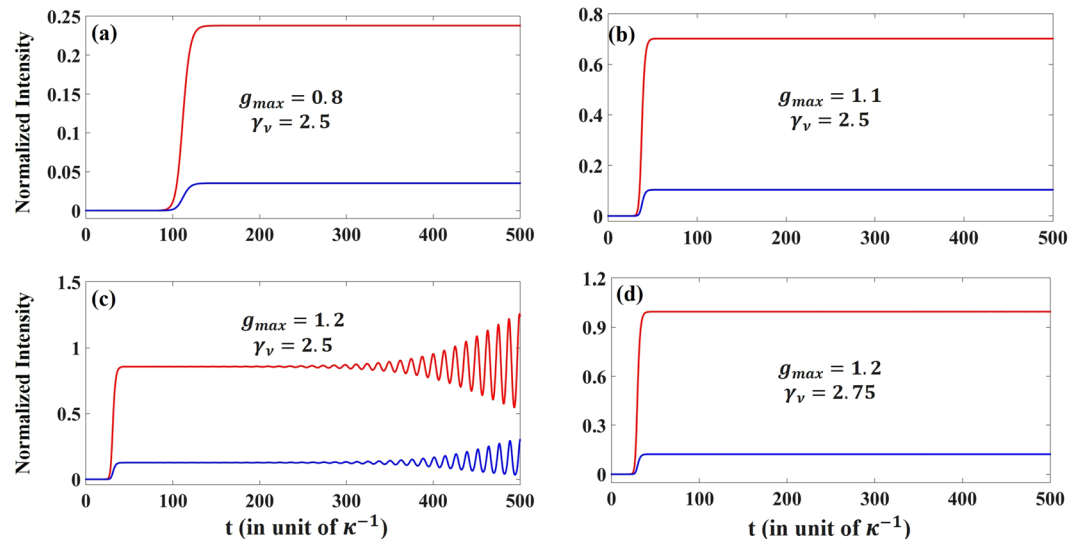 (a)
Normalized Intensity
0.25
0.2
0.15
0.1
0.05
0
g_max = 0.8
γ_ν = 2.5
0 100 200 300 400 500
(b)
0.8
0.6
0.4
0.2
0
g_max = 1.1
γ_ν = 2.5
0 100 200 300 400 500
(c)
Normalized Intensity
1.5
1
0.5
0
g_max = 1.2
γ_ν = 2.5
0 100 200 300 400 500
t (in unit of κ⁻¹)
(d)
1.2
0.9
0.6
0.3
0
g_max = 1.2
γ_ν = 2.75
0 100 200 300 400 500
t (in unit of κ⁻¹)